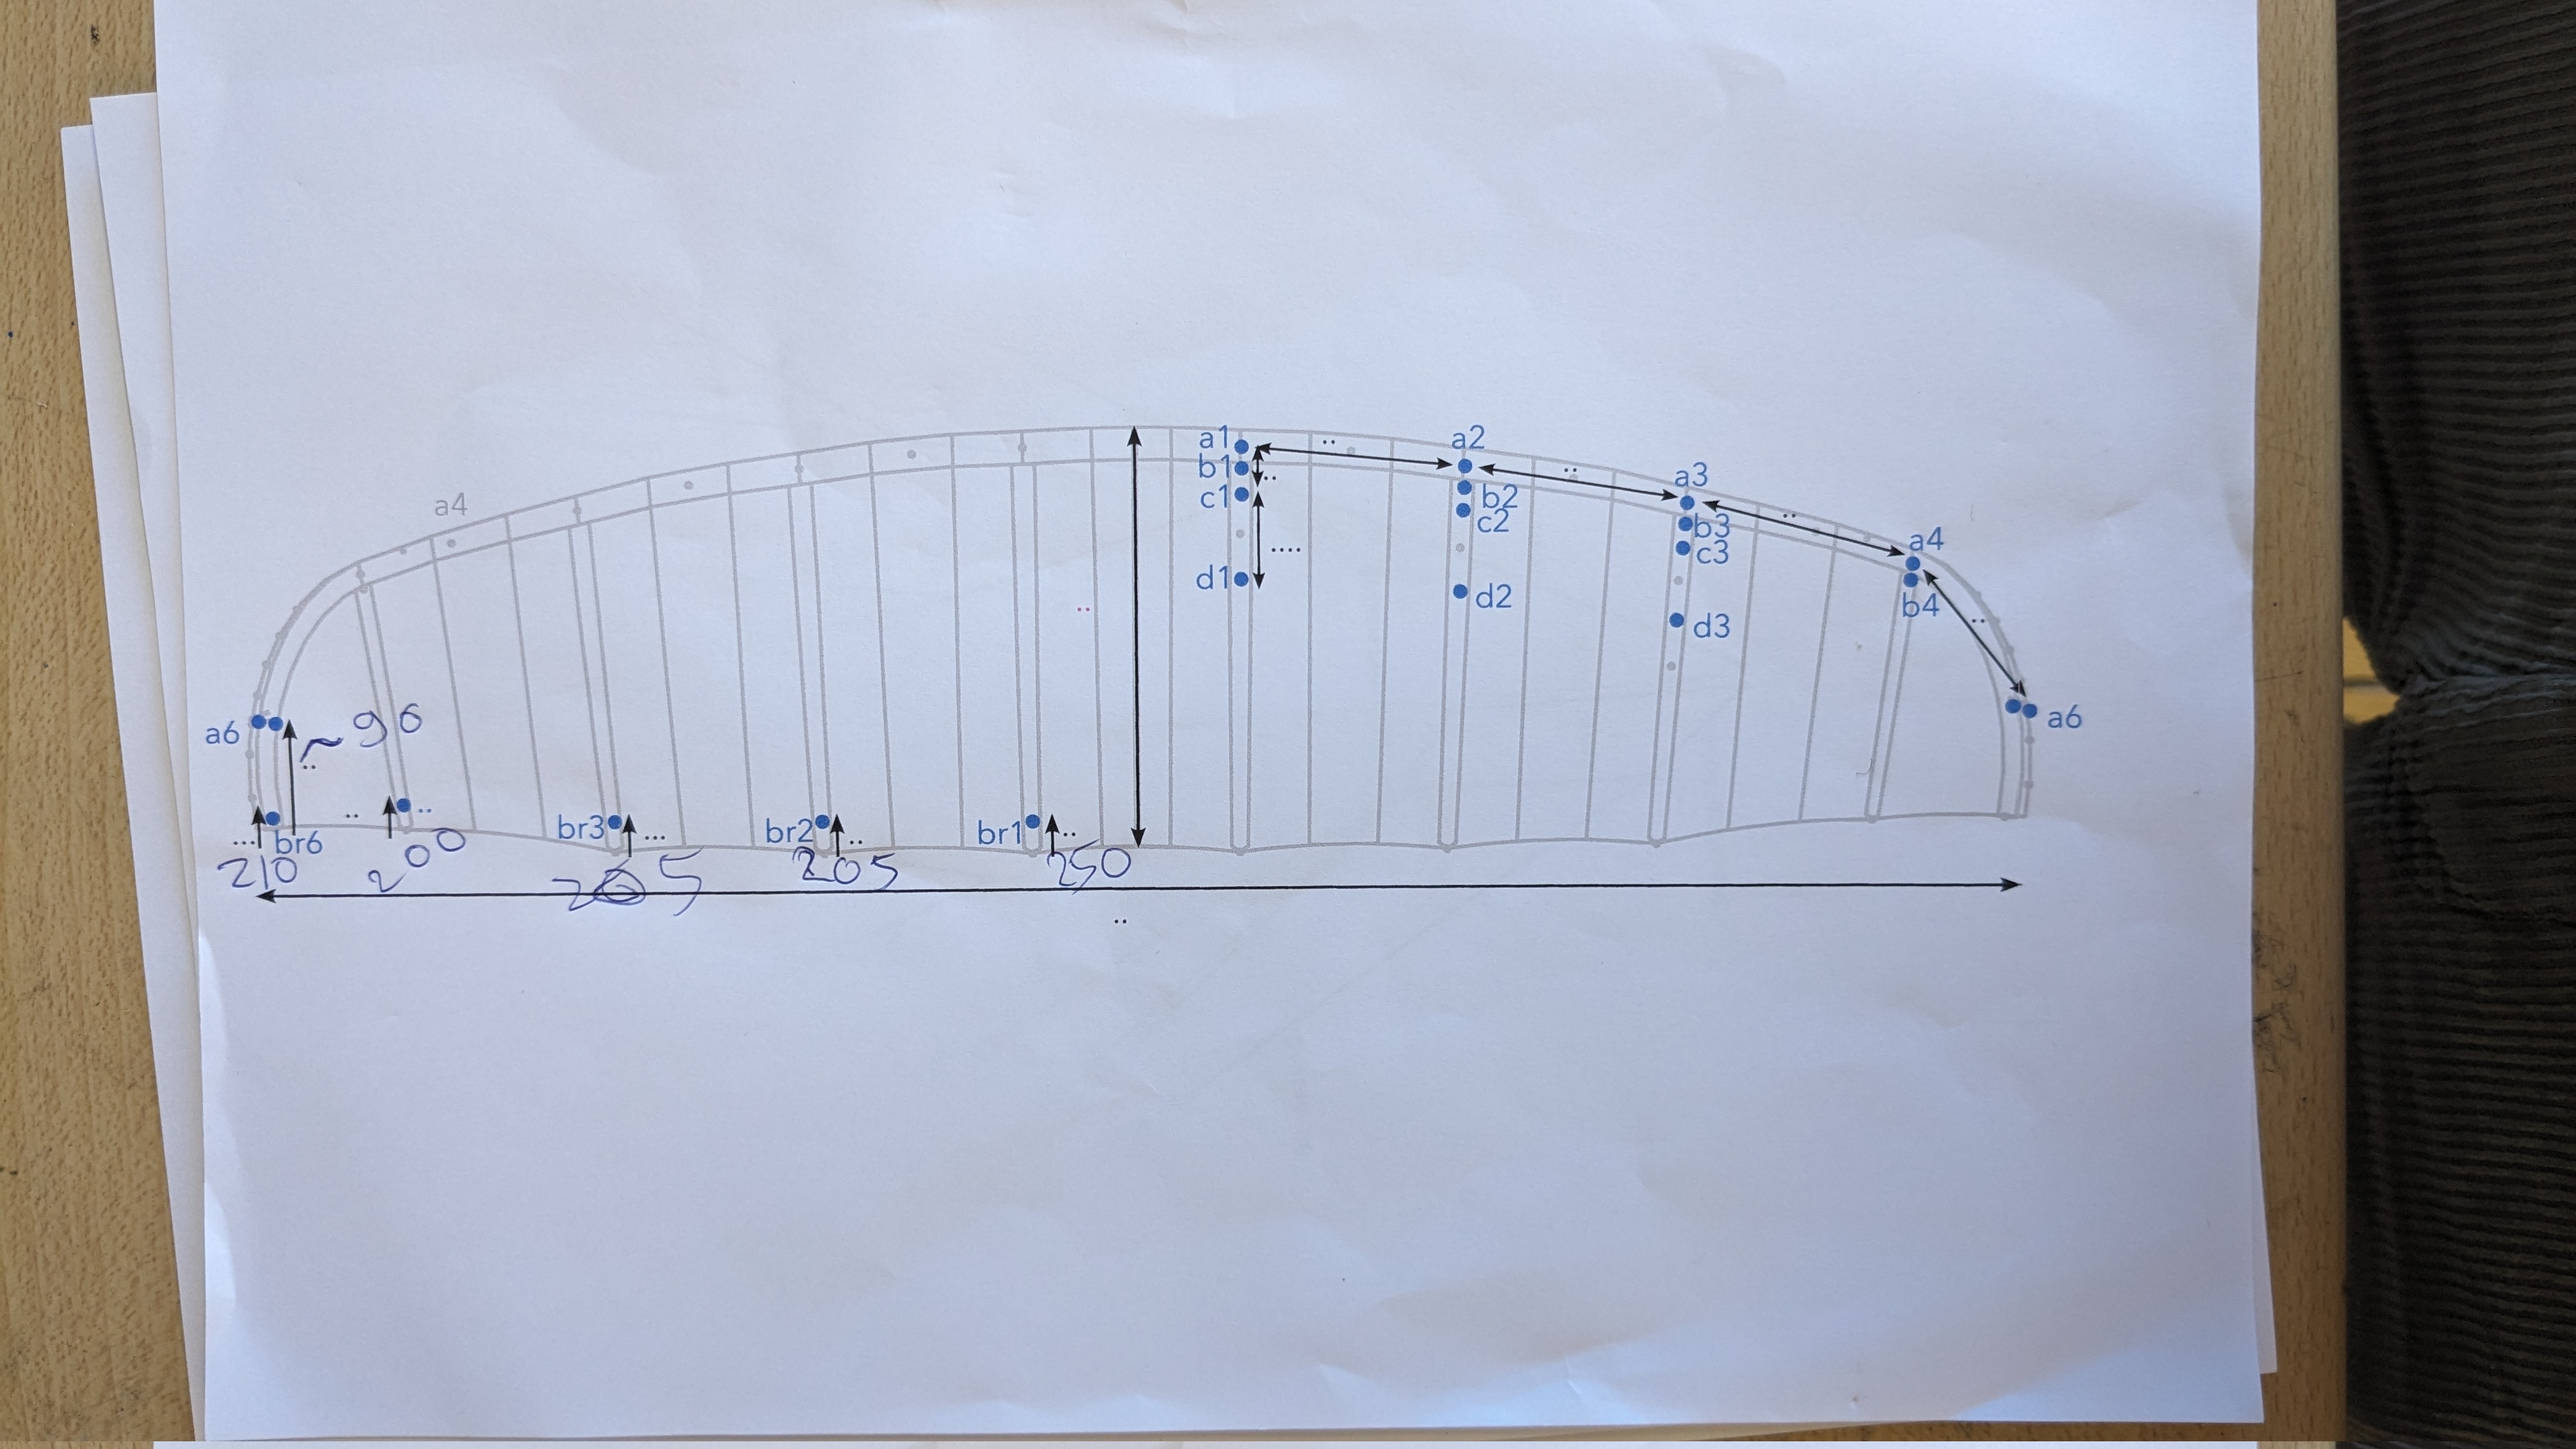 a1 .. a2
b1 ..
a3
a4 c1 b2
c2 .. b3
c3 a4
.... d1 d2 b4
d3 ..
a6 ~96 a6
..
.. ..
... br6 br3 ... br2 .. br1 ..
210 200 205 250
..